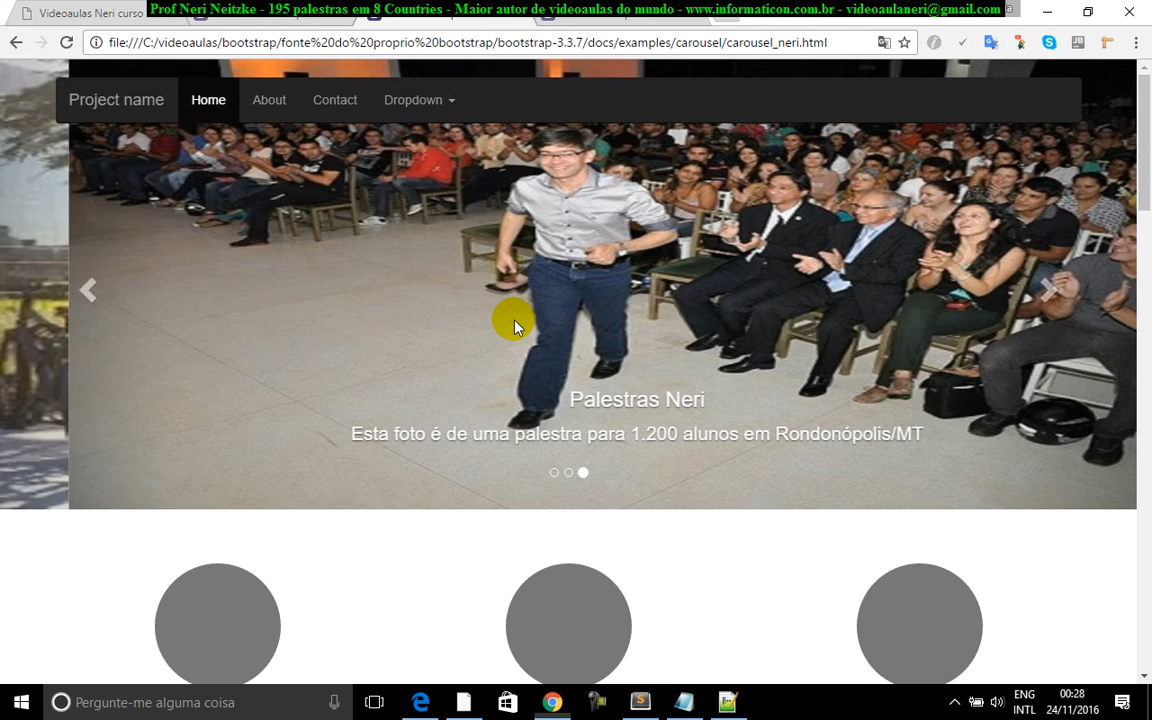 Videoaulas Neri curso
Prof Neri Neitzke - 195 palestras em 8 Countries - Maior autor de videoaulas do mundo - www.informaticon.com.br - videoaulaneri@gmail.com
file:///C:/videoaulas/bootstrap/fonte%20do%20proprio%20bootstrap/bootstrap-3.3.7/docs/examples/carousel/carousel_neri.html
Project name Home About Contact Dropdown
Palestras Neri
Esta foto é de uma palestra para 1.200 alunos em Rondonópolis/MT
Pergunte-me alguma coisa
ENG 00:28
INTL 24/11/2016